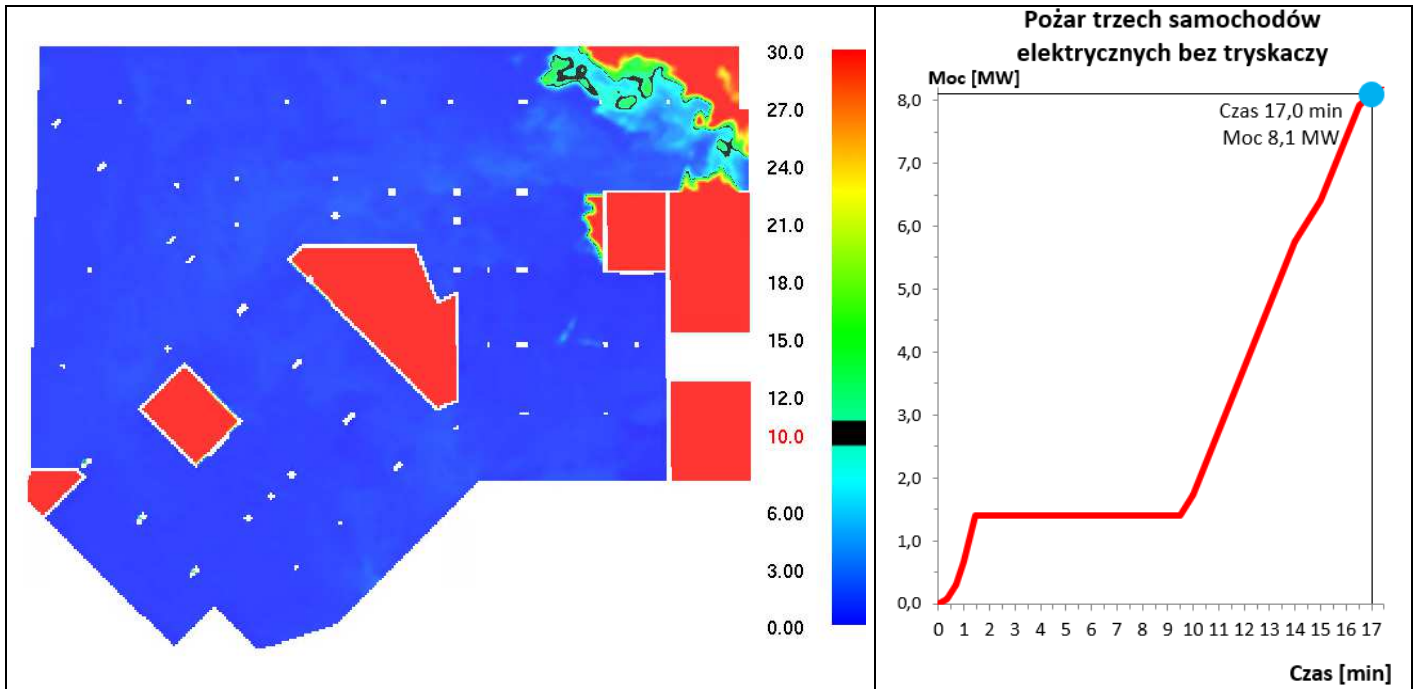 30.0
27.0
24.0
21.0
18.0
15.0
12.0
10.0
6.00
3.00
0.00
Pożar trzech samochodów
elektrycznych bez tryskaczy
Moc [MW]
8,0
Czas 17,0 min
Moc 8,1 MW
7,0
6,0
5,0
4,0
3,0
2,0
1,0
0,0
0 1 2 3 4 5 6 7 8 9 10 11 12 13 14 15 16 17
Czas [min]